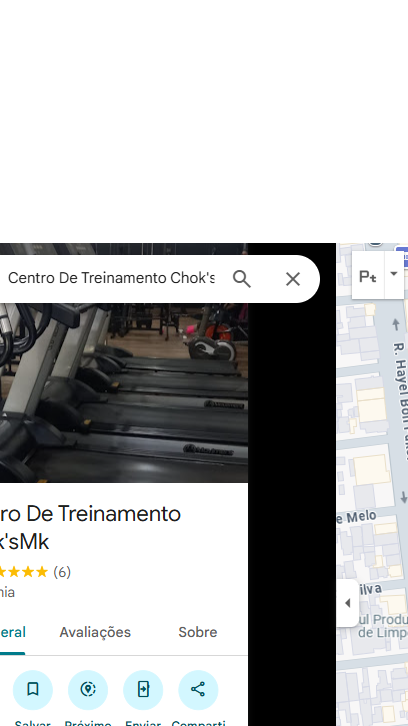 Centro De Treinamento Chok's
ro De Treinamento
k'sMk
(6)
nia
eral
Avaliações
Sobre
Salvar
Próximo
Enviar
Comparti
R. Hayel Bon
e Melo
ilva
ul Produ
de Limp